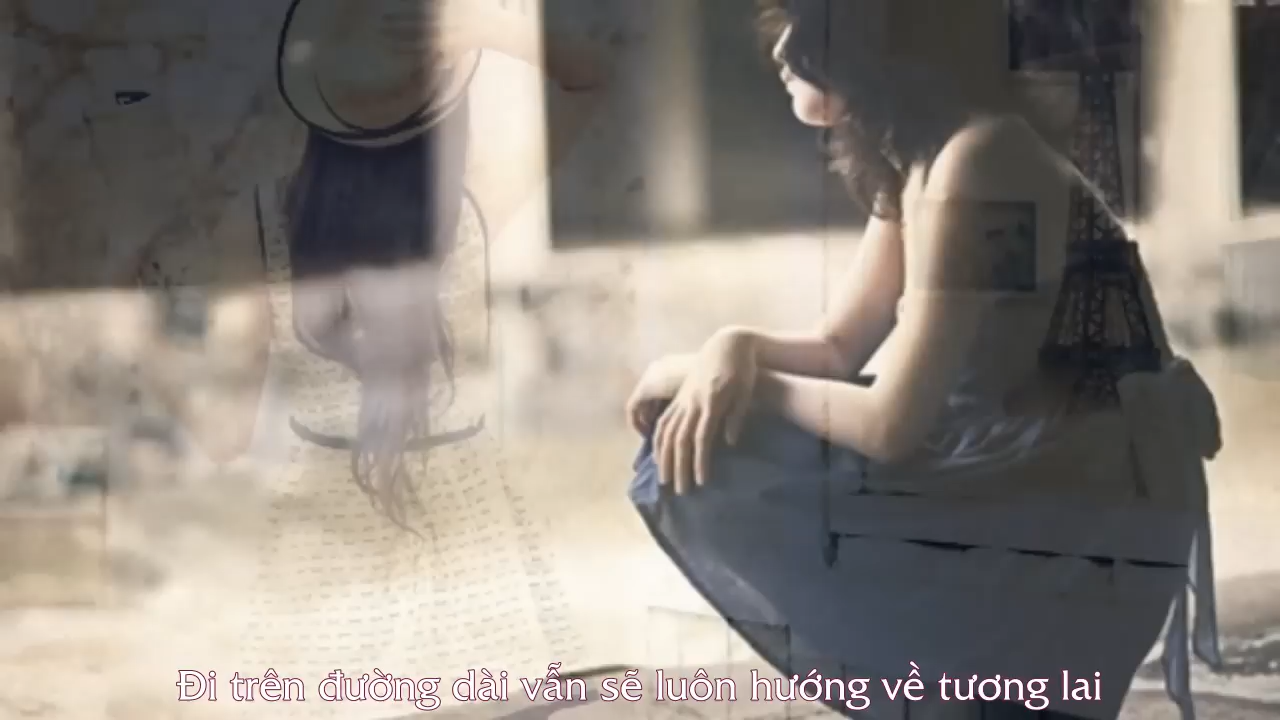 Đi trên đường dài vẫn sẽ luôn hướng về tương lai